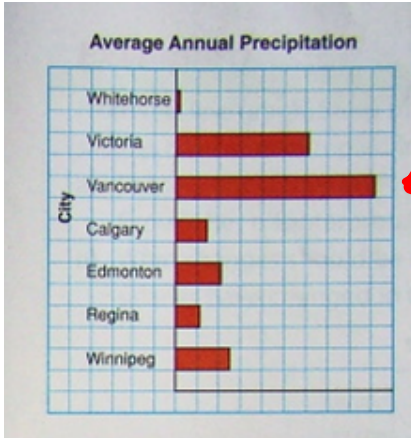 Average Annual Precipitation
Whitehorse
Victoria
Vancouver
City
Calgary
Edmonton
Regina
Winnipeg